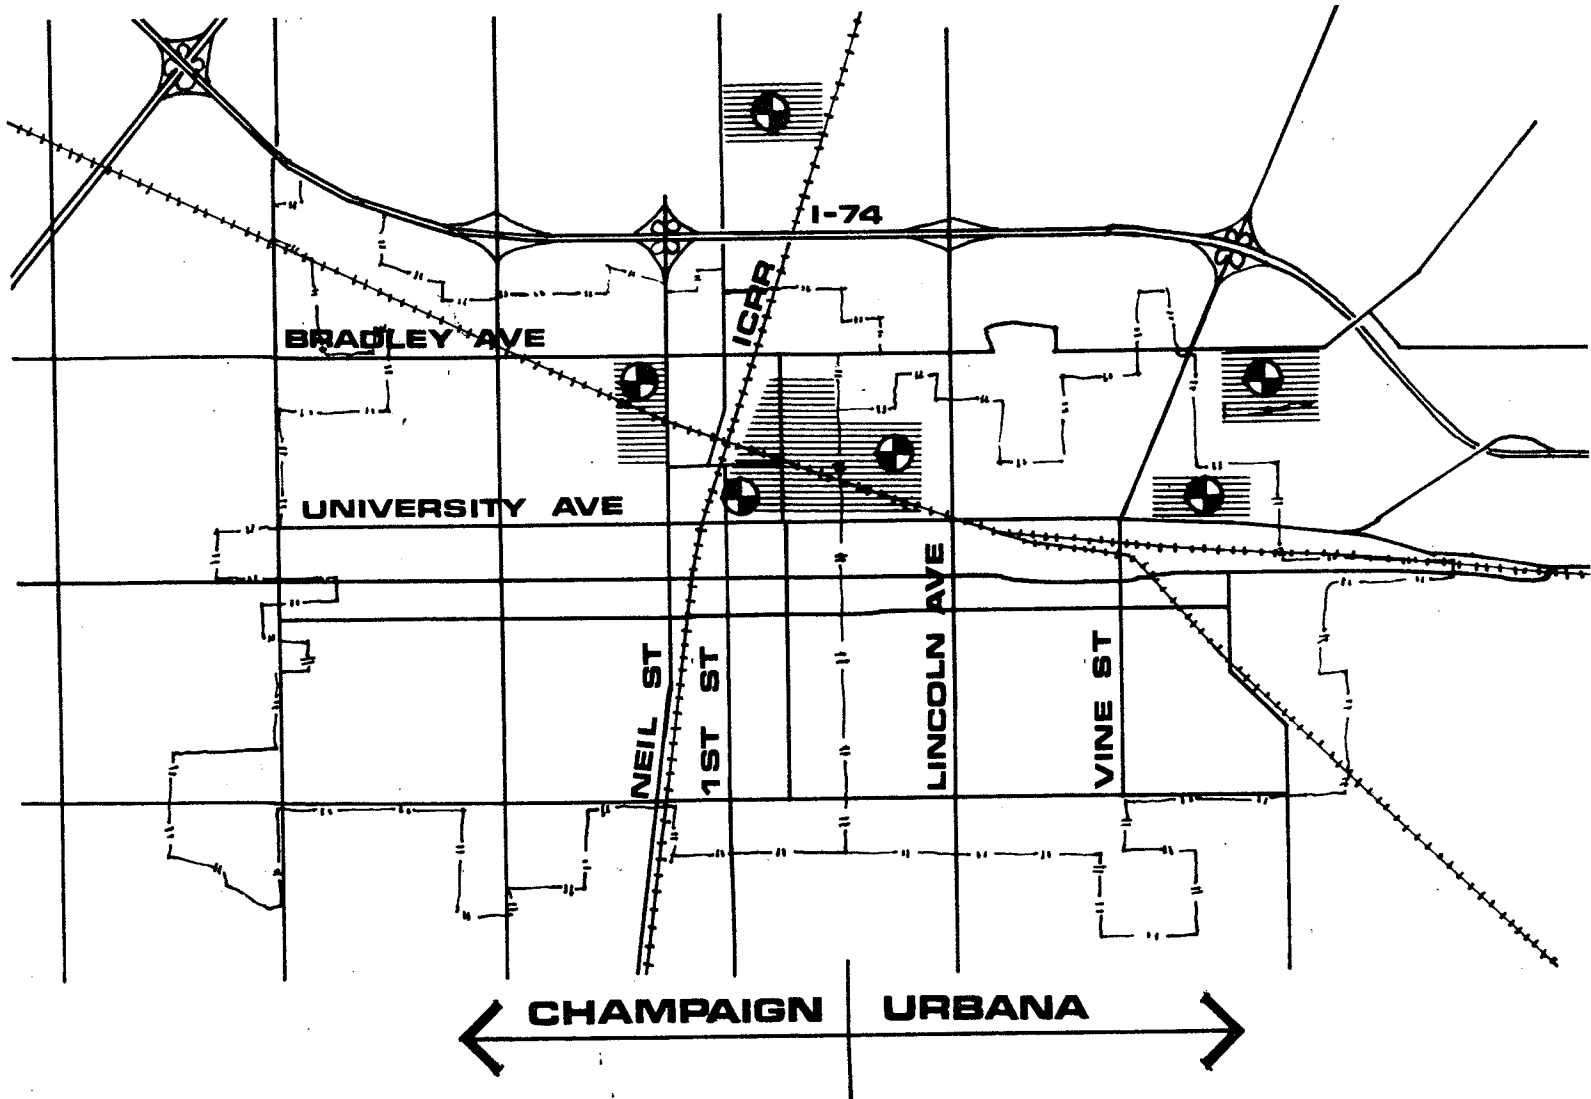 I-74
ICRR
BRADLEY AVE
UNIVERSITY AVE
NEIL ST
1ST ST
LINCOLN AVE
VINE ST
CHAMPAIGN
URBANA